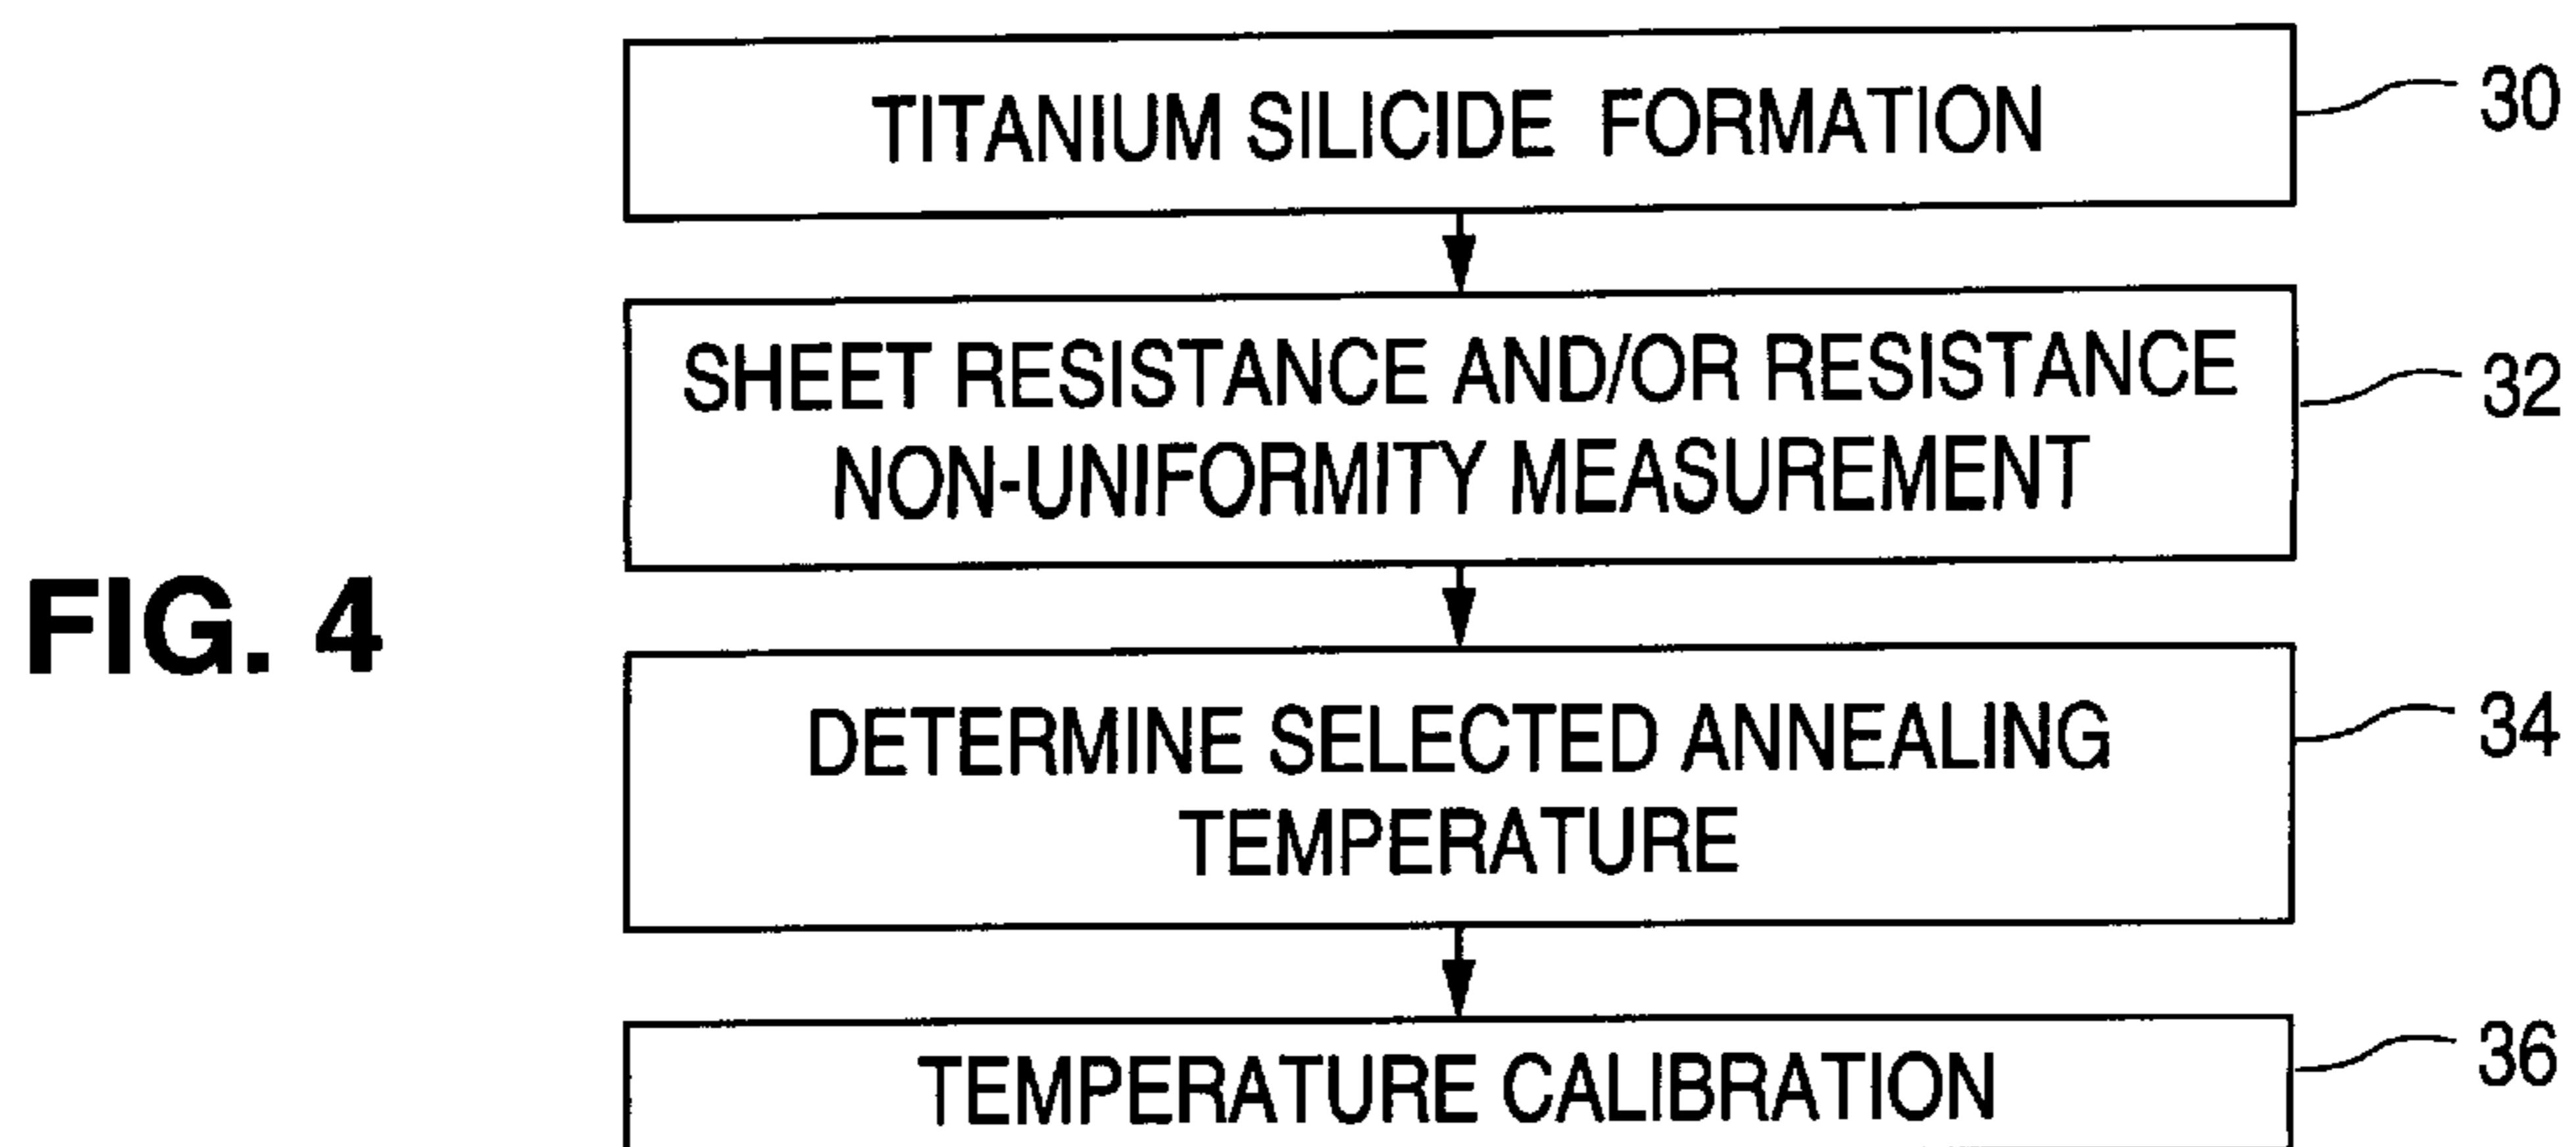 TITANIUM SILICIDE FORMATION
30
SHEET RESISTANCE AND/OR RESISTANCE
NON-UNIFORMITY MEASUREMENT
32
FIG. 4
DETERMINE SELECTED ANNEALING
TEMPERATURE
34
TEMPERATURE CALIBRATION
36